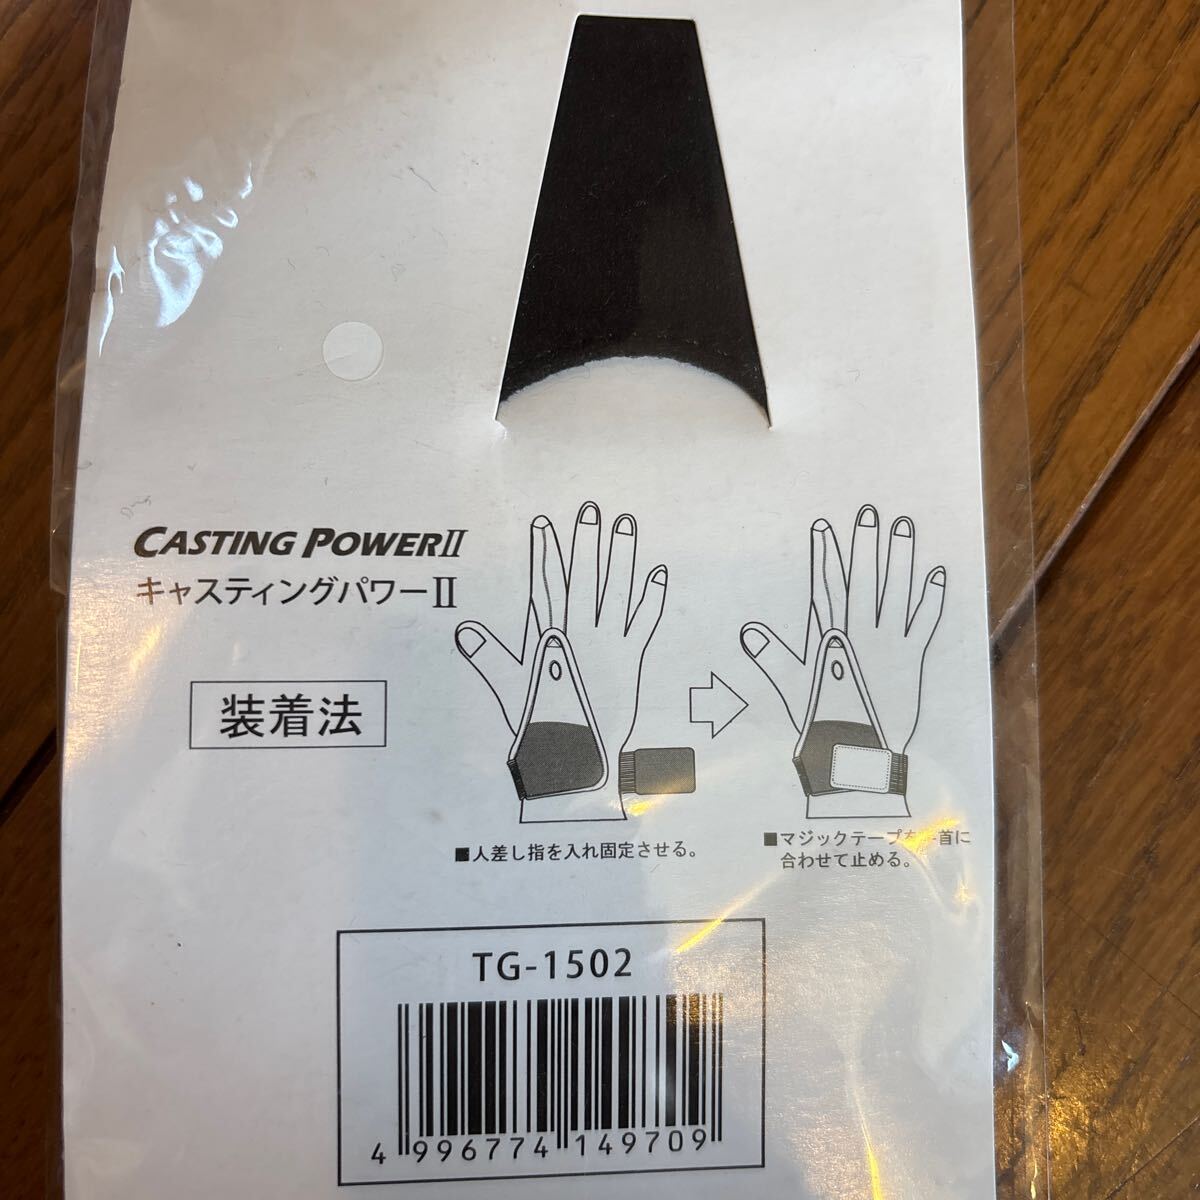 CASTING POWERⅡ
キャスティングパワーⅡ
装着法
■人差し指を入れ固定させる。
■マジックテープを手首に
合わせて止める。
TG-1502
4 996774 149709